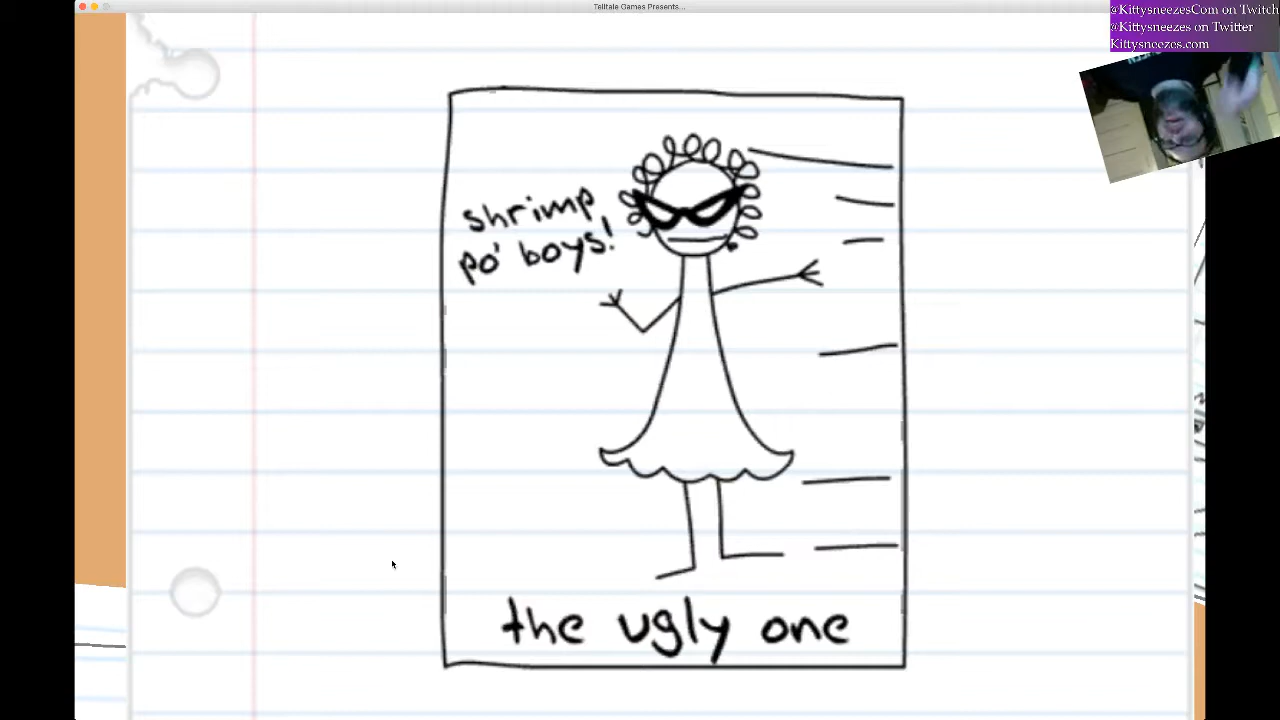 Telltale Games Presents...
@KittysneezesCom on Twitch
@Kittysneezes on Twitter
Kittysneezes.com
shrimp
po' boys!
the ugly one